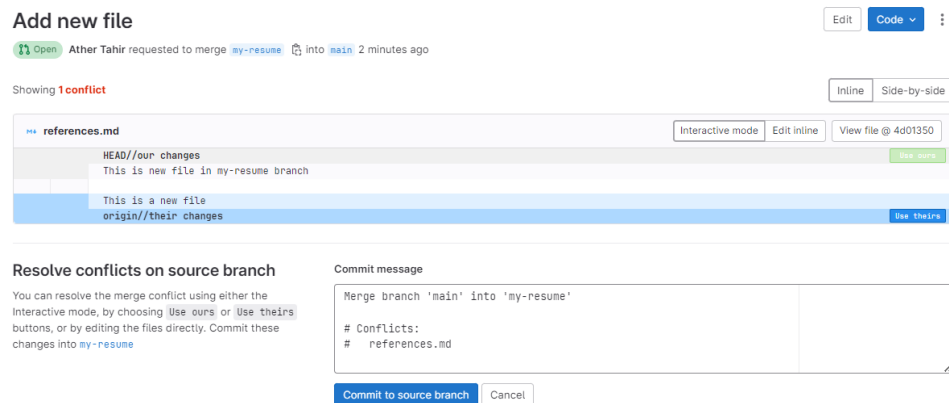 Add new file
Edit
Code
Open Ather Tahir requested to merge my-resume into main 2 minutes ago
Showing 1 conflict
Inline Side-by-side
references.md
Interactive mode Edit inline View file @ 4d01350
HEAD//our changes
Use ours
This is new file in my-resume branch
This is a new file
origin//their changes
Use theirs
Resolve conflicts on source branch
You can resolve the merge conflict using either the
Interactive mode, by choosing Use ours or Use theirs
buttons, or by editing the files directly. Commit these
changes into my-resume
Commit message
Merge branch 'main' into 'my-resume'
# Conflicts:
#   references.md
Commit to source branch Cancel